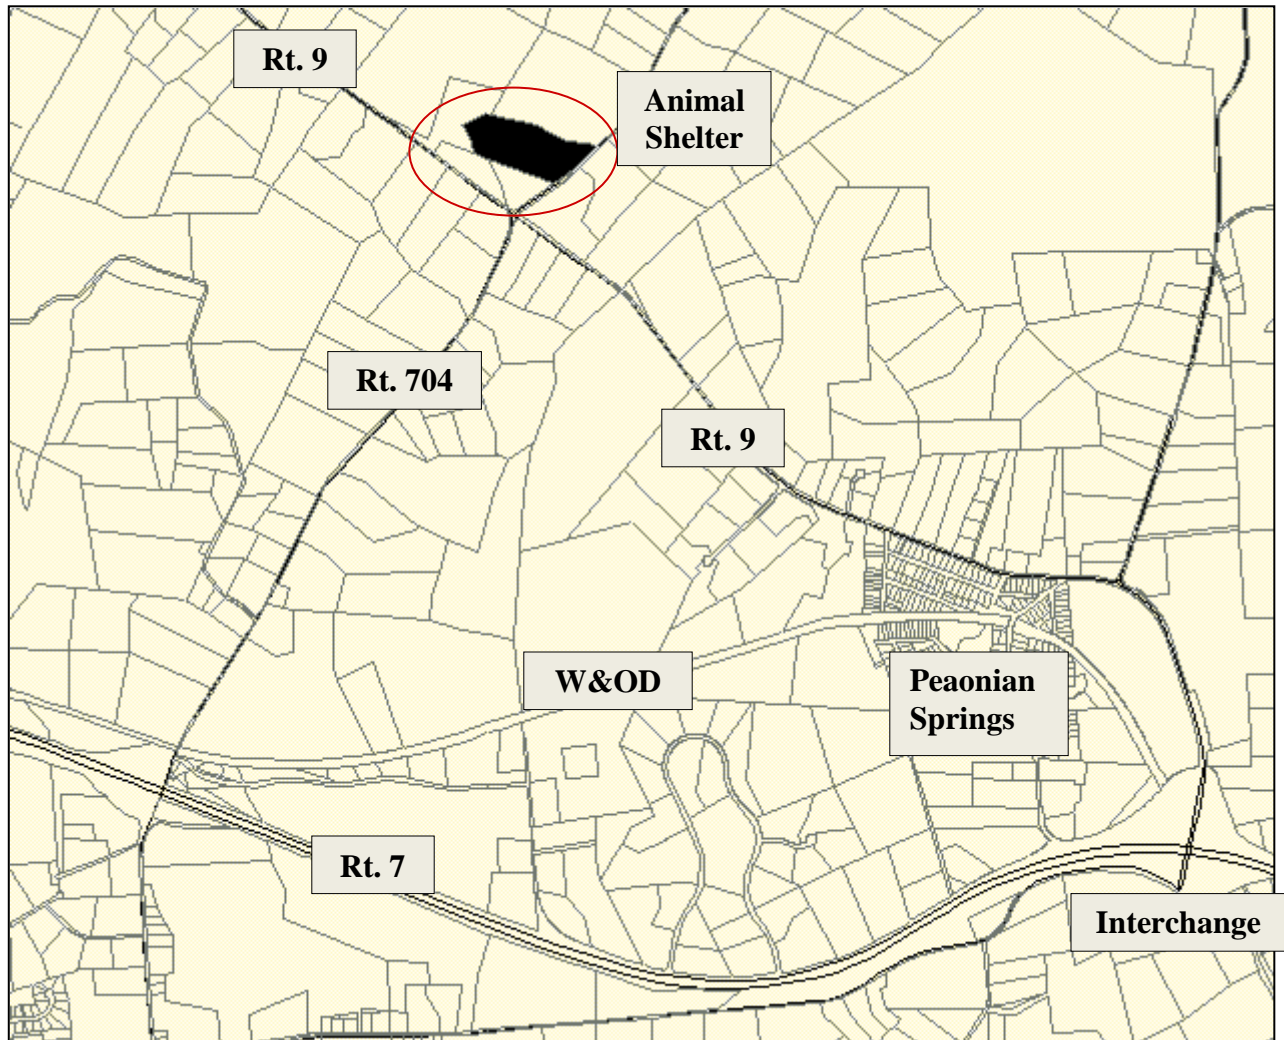 Rt. 9
Animal
Shelter
Rt. 704
Rt. 9
W&OD
Peaonian
Springs
Rt. 7
Interchange